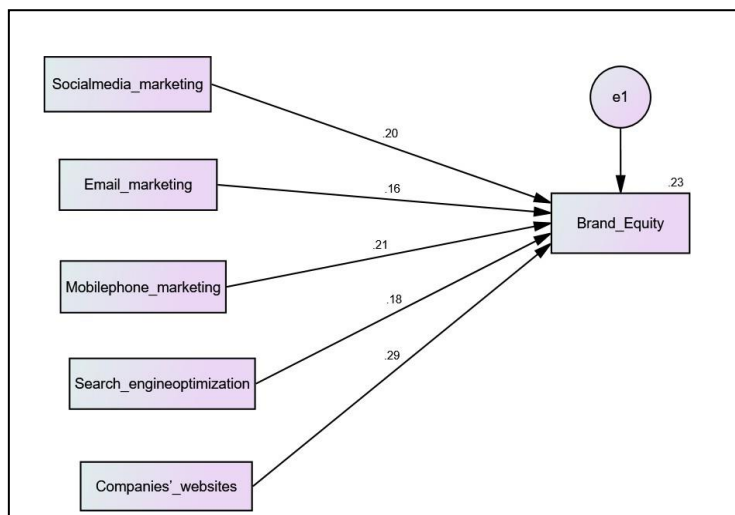 Socialmedia_marketing
e1
.20
Email_marketing
.16
.23
Brand_Equity
.21
Mobilephone_marketing
.18
.29
Search_engineoptimization
Companies'_websites